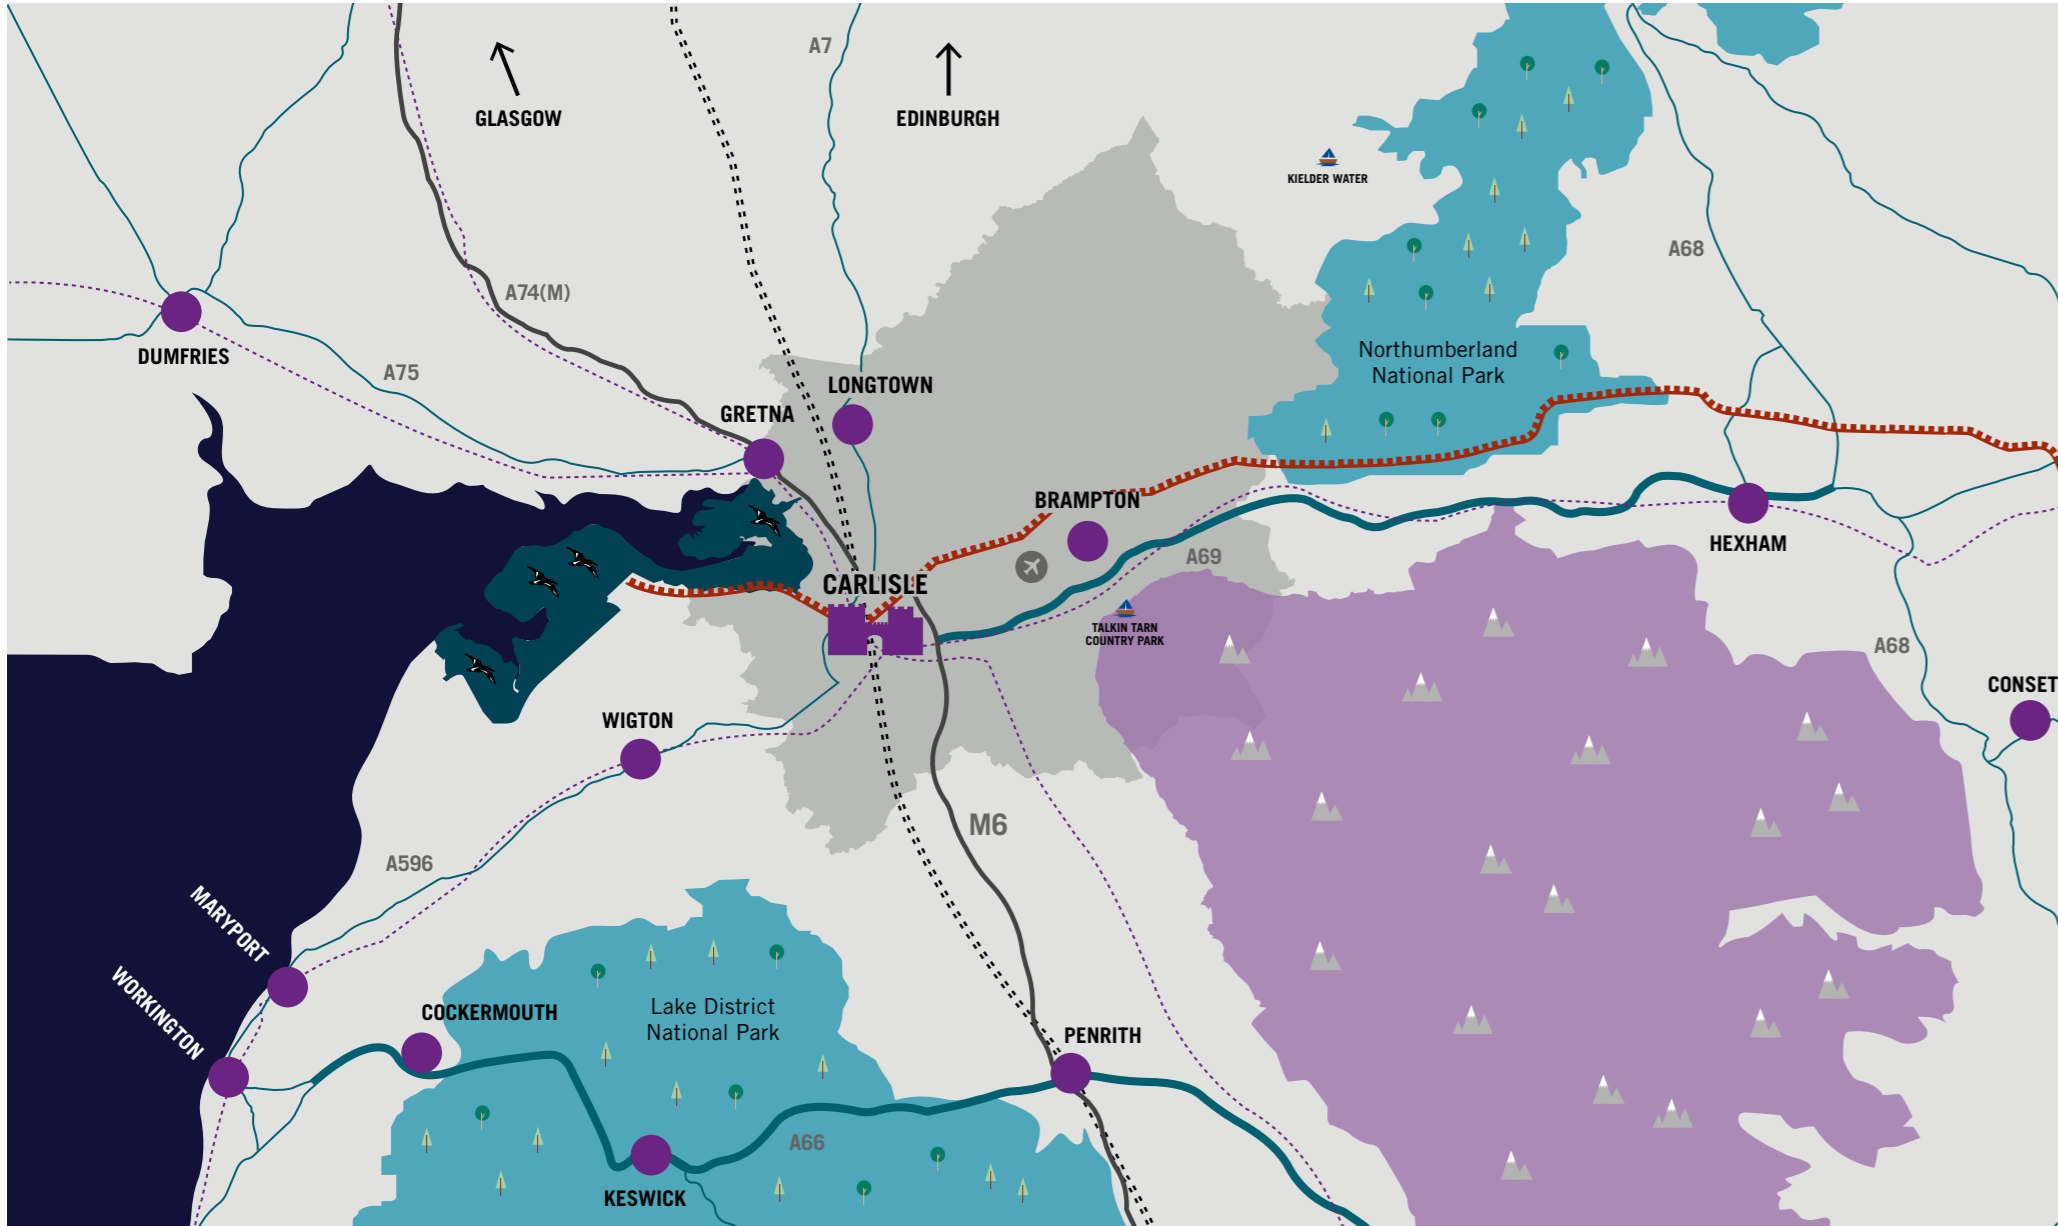 A7
GLASGOW
EDINBURGH
KIELDER WATER
A68
A74(M)
DUMFRIES
A75
Northumberland
National Park
LONGTOWN
GRETNA
BRAMPTON
HEXHAM
A69
CARLISLE
TALKIN TARN
COUNTRY PARK
A68
CONSET
WIGTON
M6
A596
MARYPORT
WORKINGTON
COCKERMOUTH
Lake District
National Park
PENRITH
A66
KESWICK